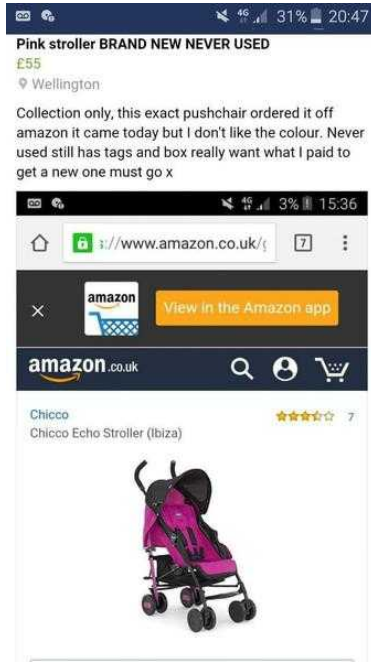 31% 20:47
Pink stroller BRAND NEW NEVER USED
£55
Wellington
Collection only, this exact pushchair ordered it off
amazon it came today but I don't like the colour. Never
used still has tags and box really want what I paid to
get a new one must go x
4G 3% 15:36
s://www.amazon.co.uk/g 7
amazon
View in the Amazon app
amazon.co.uk
Chicco 7
Chicco Echo Stroller (Ibiza)